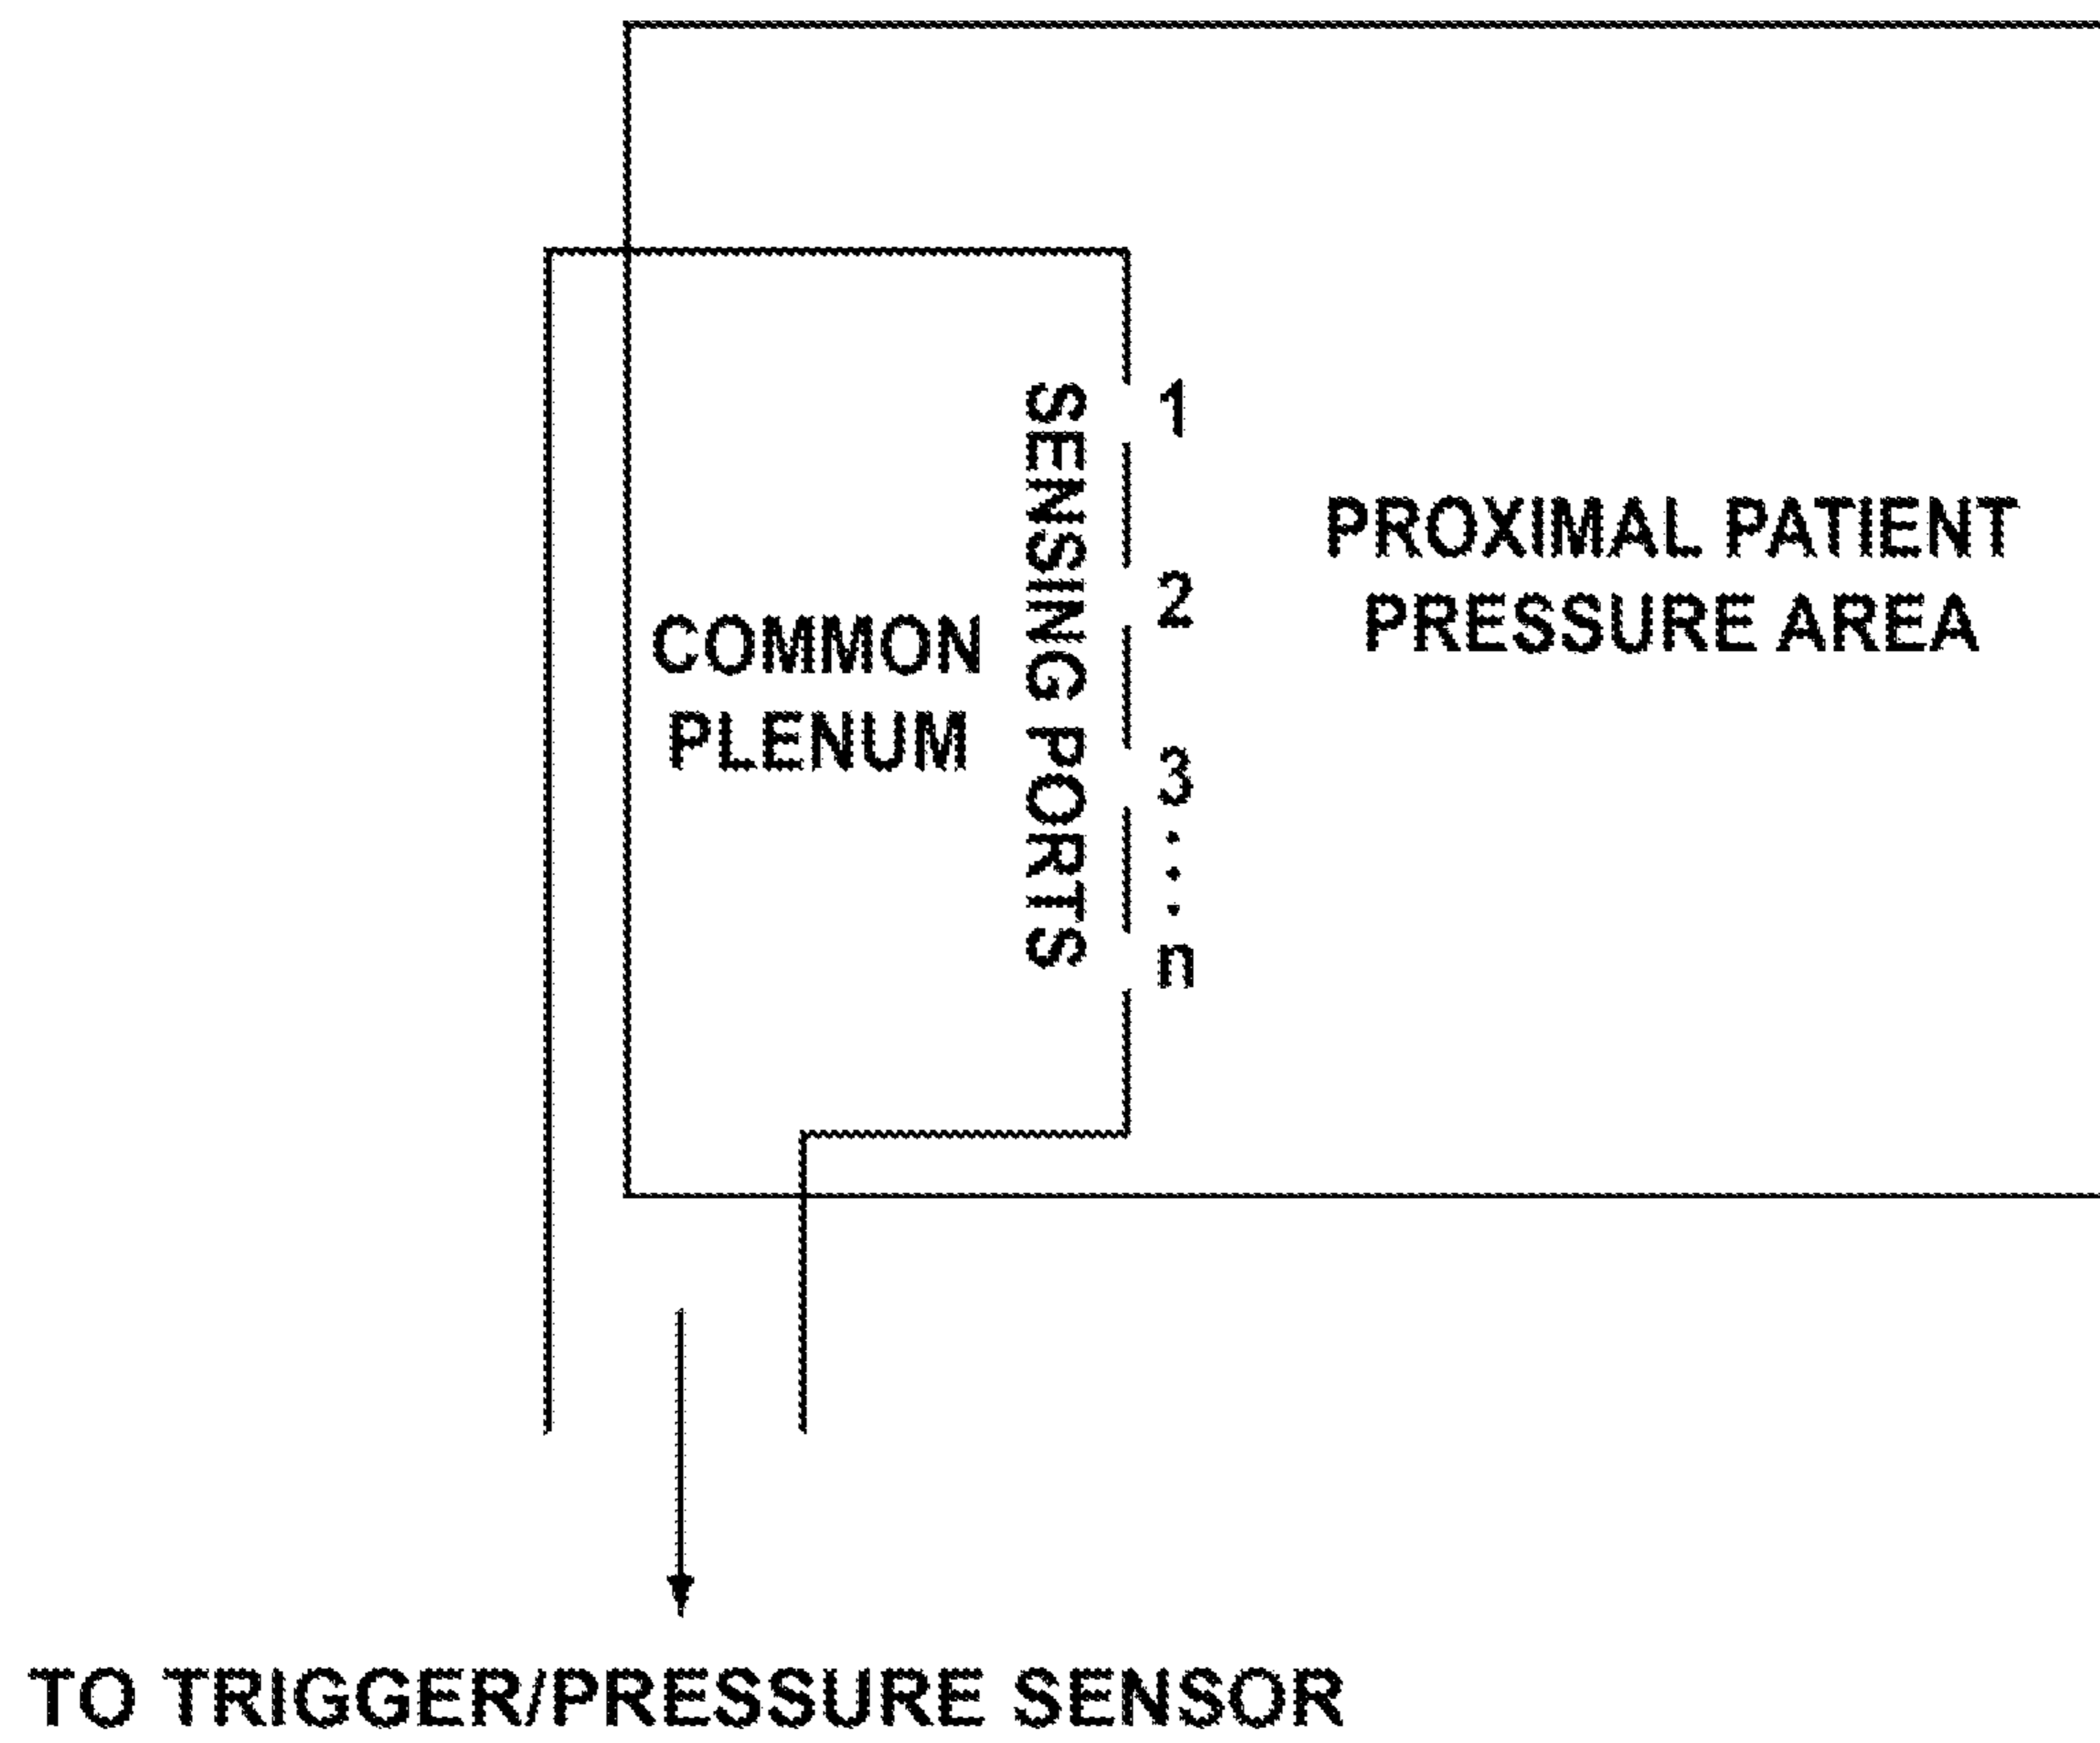 COMMON
PLENUM
SENSING PORTS
1
2
3
.
.
.
n
PROXIMAL PATIENT
PRESSURE AREA
TO TRIGGER/PRESSURE SENSOR